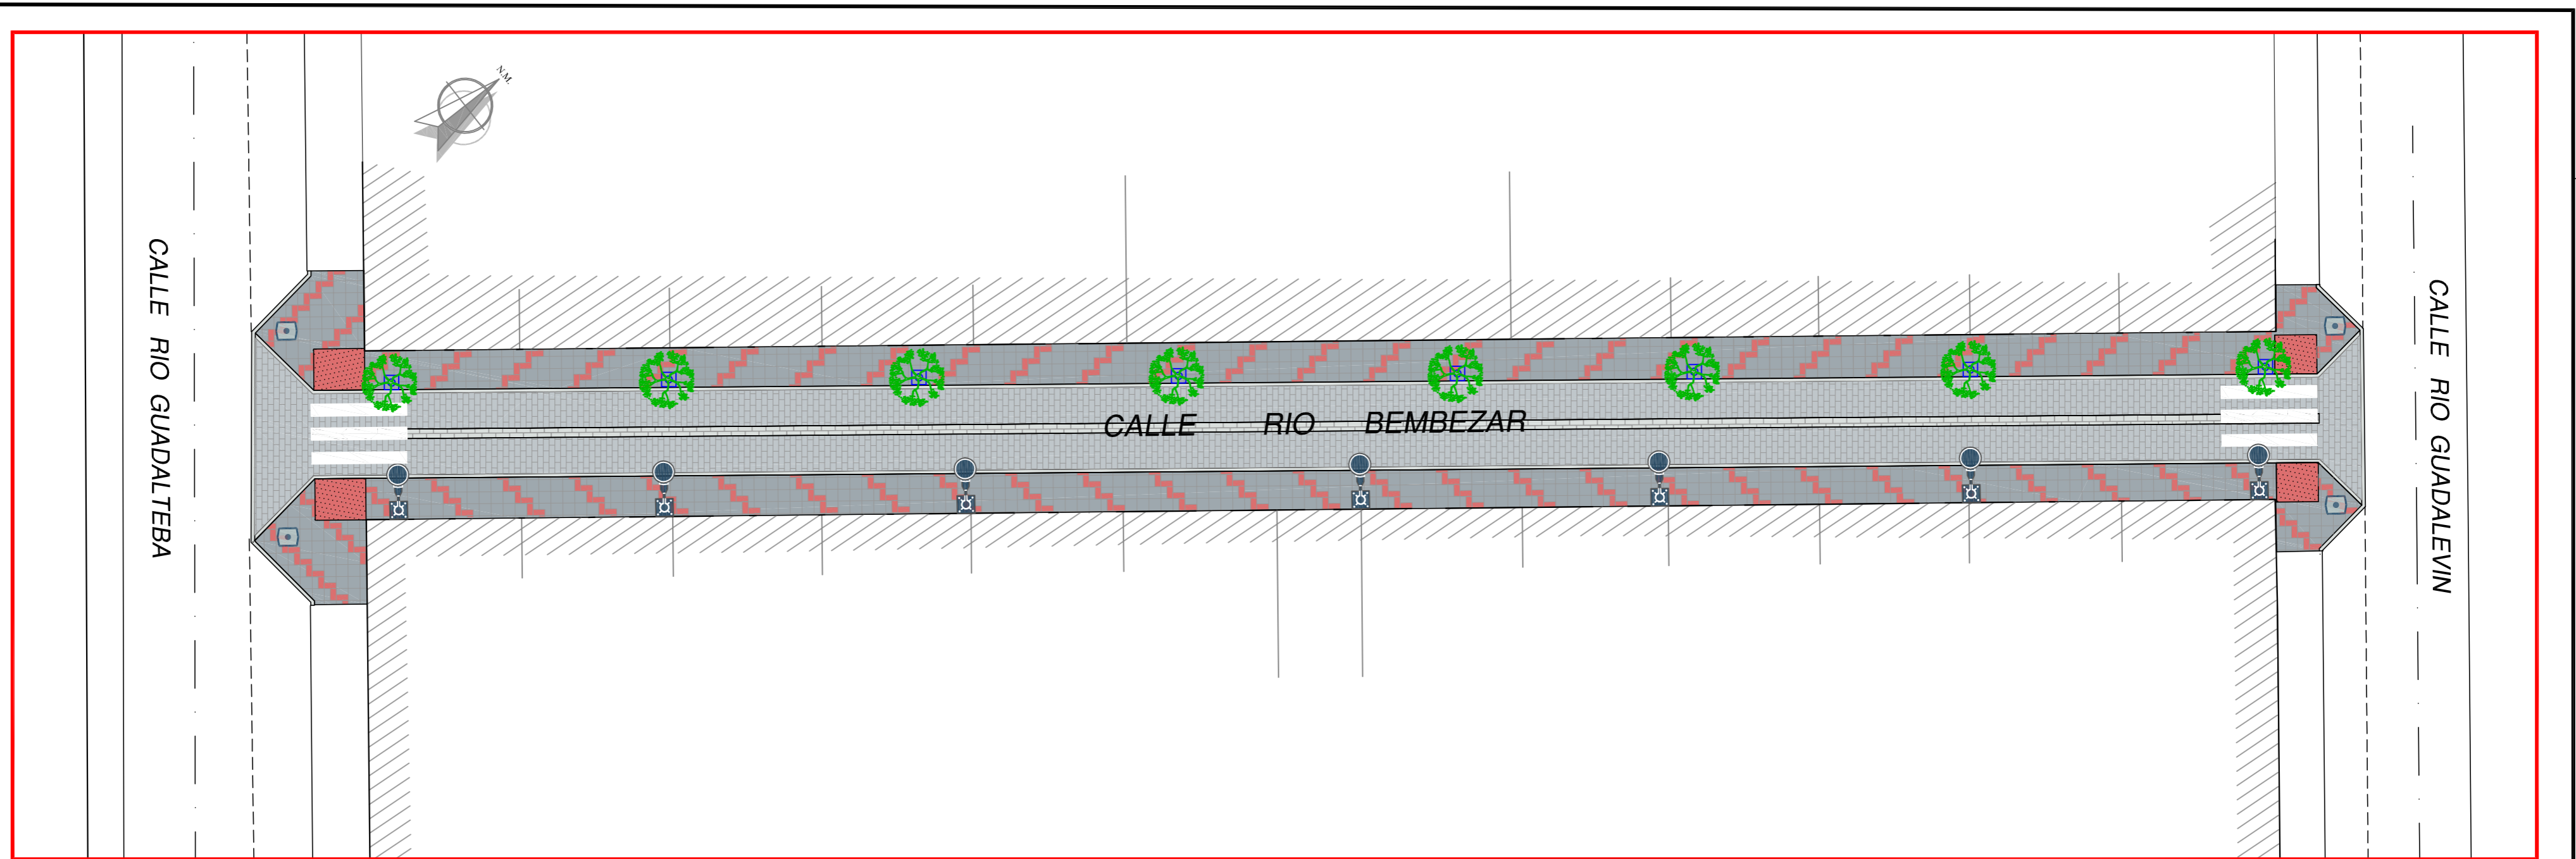 N.M.
CALLE RIO GUADALTEBA
CALLE RIO BEMBEZAR
CALLE RIO GUADALEVIN